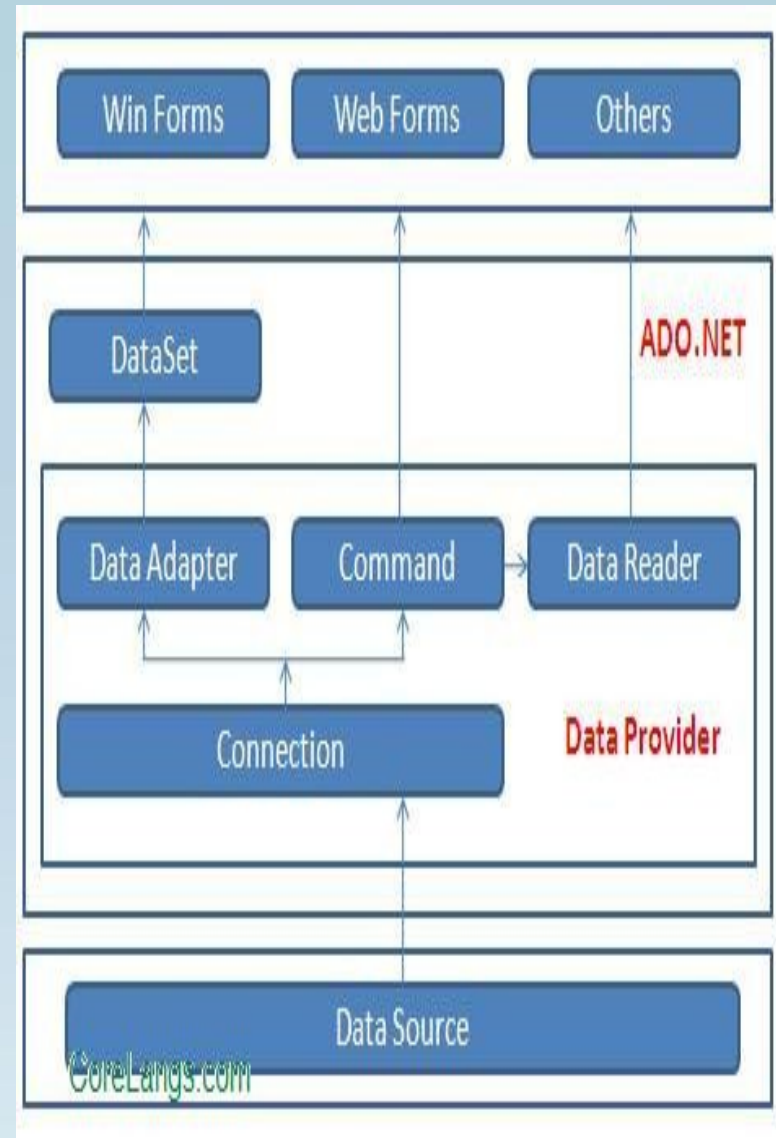 Win Forms
Web Forms
Others
ADO.NET
DataSet
Data Adapter
Command
Data Reader
Data Provider
Connection
Data Source
CoreLangs.com